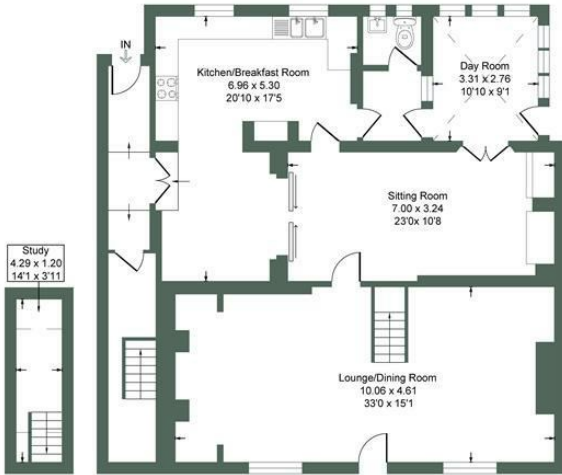 IN
Kitchen/Breakfast Room
6.96 x 5.30
20'10 x 17'5
Day Room
3.31 x 2.76
10'10 x 9'1
Sitting Room
7.00 x 3.24
23'0x 10'8
Study
4.29 x 1.20
14'1 x 3'11
Lounge/Dining Room
10.06 x 4.61
33'0 x 15'1